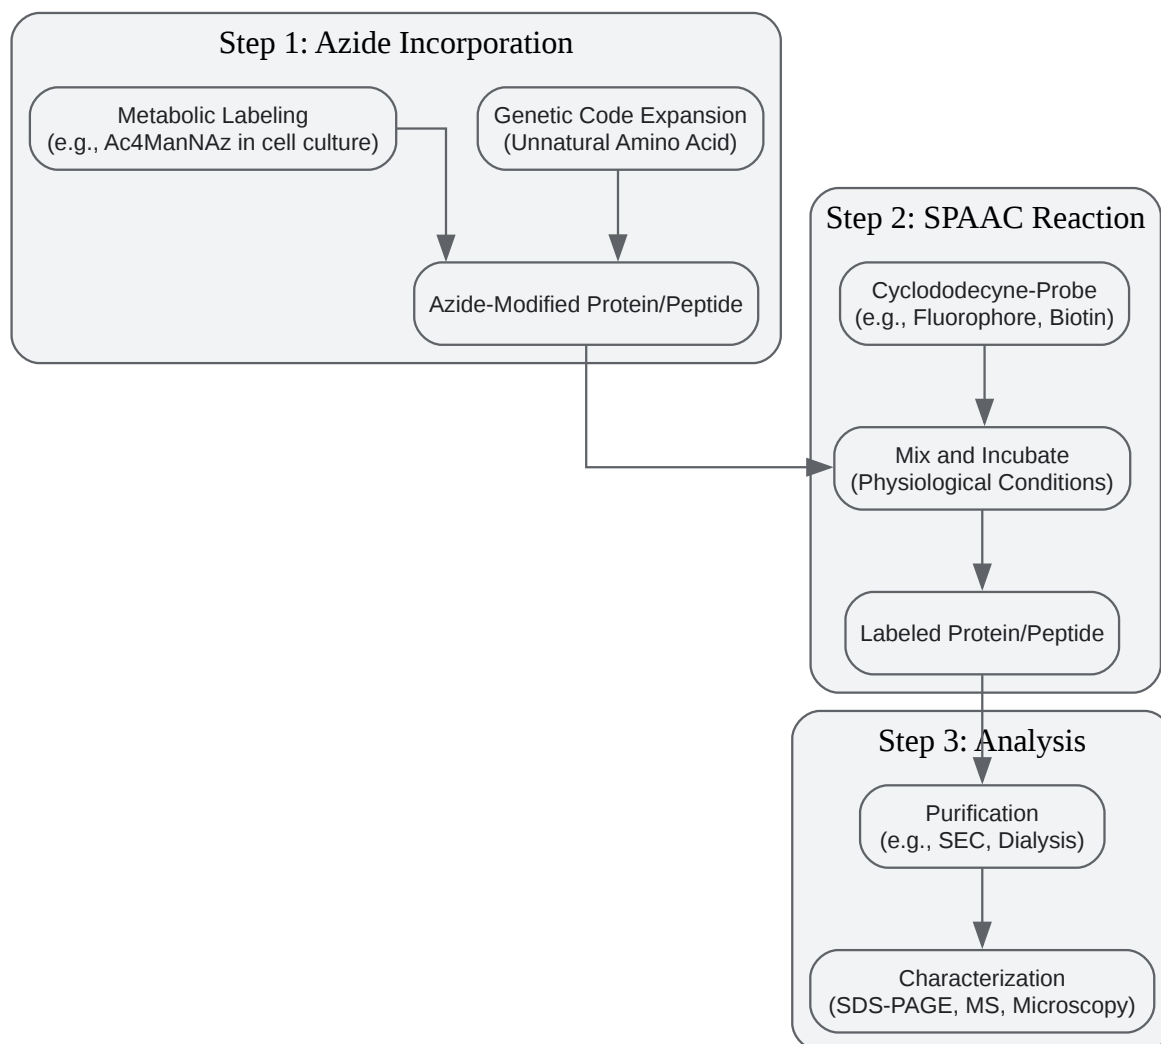 Step 1: Azide Incorporation
Metabolic Labeling
(e.g., Ac4ManNAz in cell culture)
Genetic Code Expansion
(Unnatural Amino Acid)
Azide-Modified Protein/Peptide
Step 2: SPAAC Reaction
Cyclododecyne-Probe
(e.g., Fluorophore, Biotin)
Mix and Incubate
(Physiological Conditions)
Labeled Protein/Peptide
Step 3: Analysis
Purification
(e.g., SEC, Dialysis)
Characterization
(SDS-PAGE, MS, Microscopy)